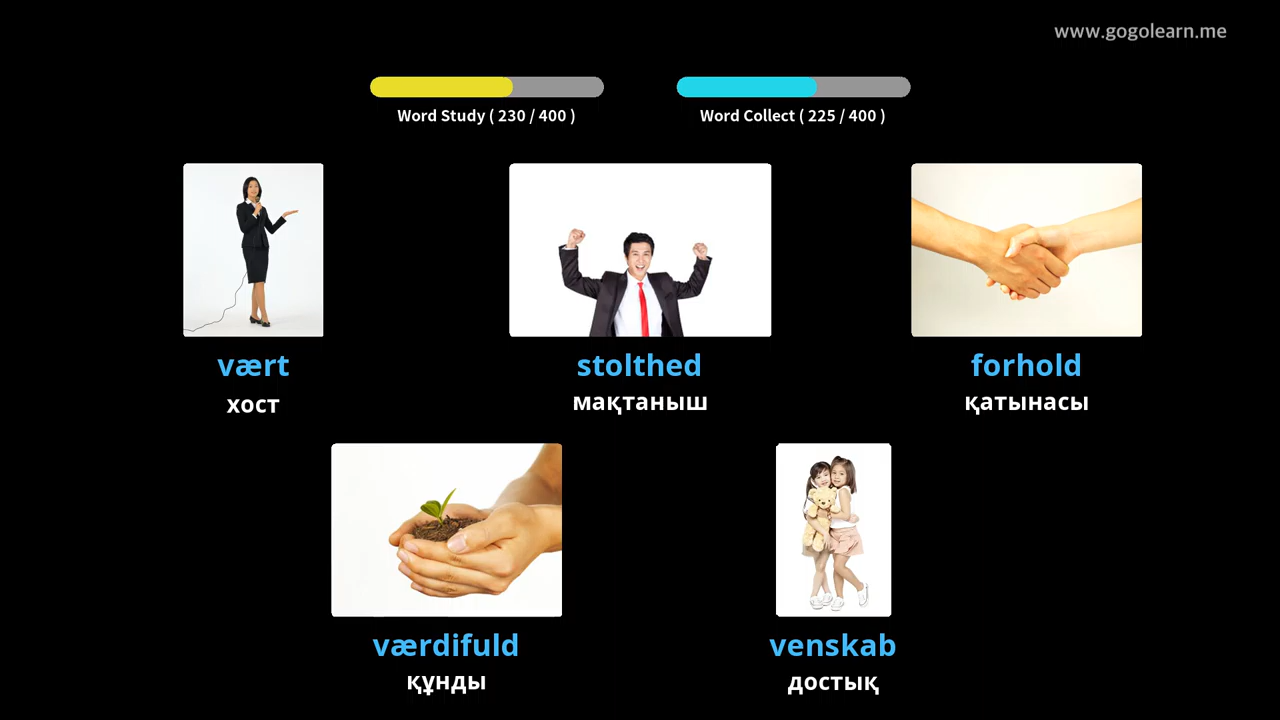 www.gogolearn.me
Word Study ( 230 / 400 )
Word Collect ( 225 / 400 )
vært
хост
stolthed
мақтаныш
forhold
қатынасы
værdifuld
құнды
venskab
достық